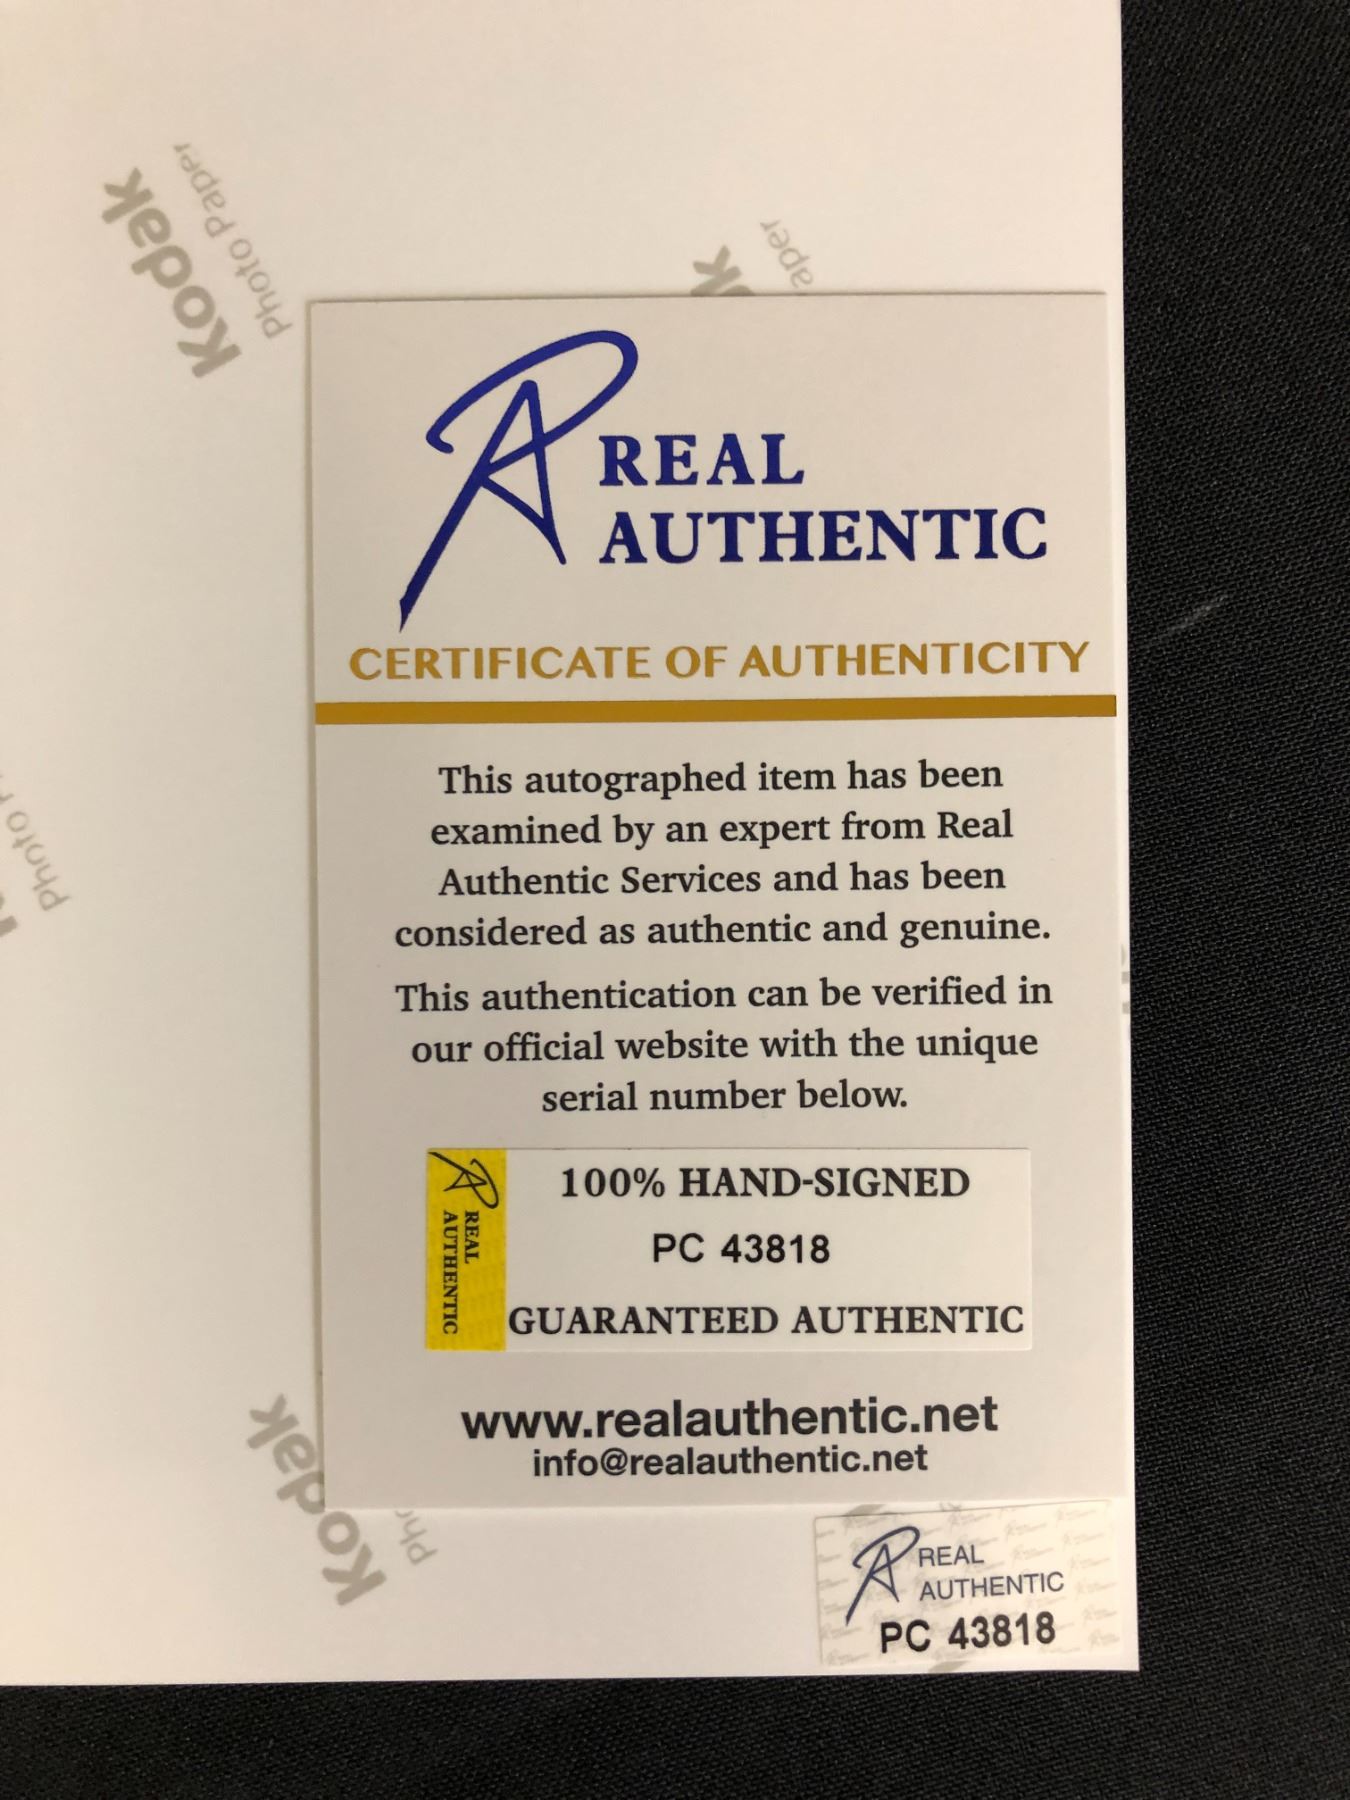 Kodak
Photo Paper
REAL
AUTHENTIC
CERTIFICATE OF AUTHENTICITY
This autographed item has been
examined by an expert from Real
Authentic Services and has been
considered as authentic and genuine.
This authentication can be verified in
our official website with the unique
serial number below.
REAL
AUTHENTIC
100% HAND-SIGNED
PC 43818
GUARANTEED AUTHENTIC
www.realauthentic.net
info@realauthentic.net
Kodak
REAL
AUTHENTIC
PC 43818